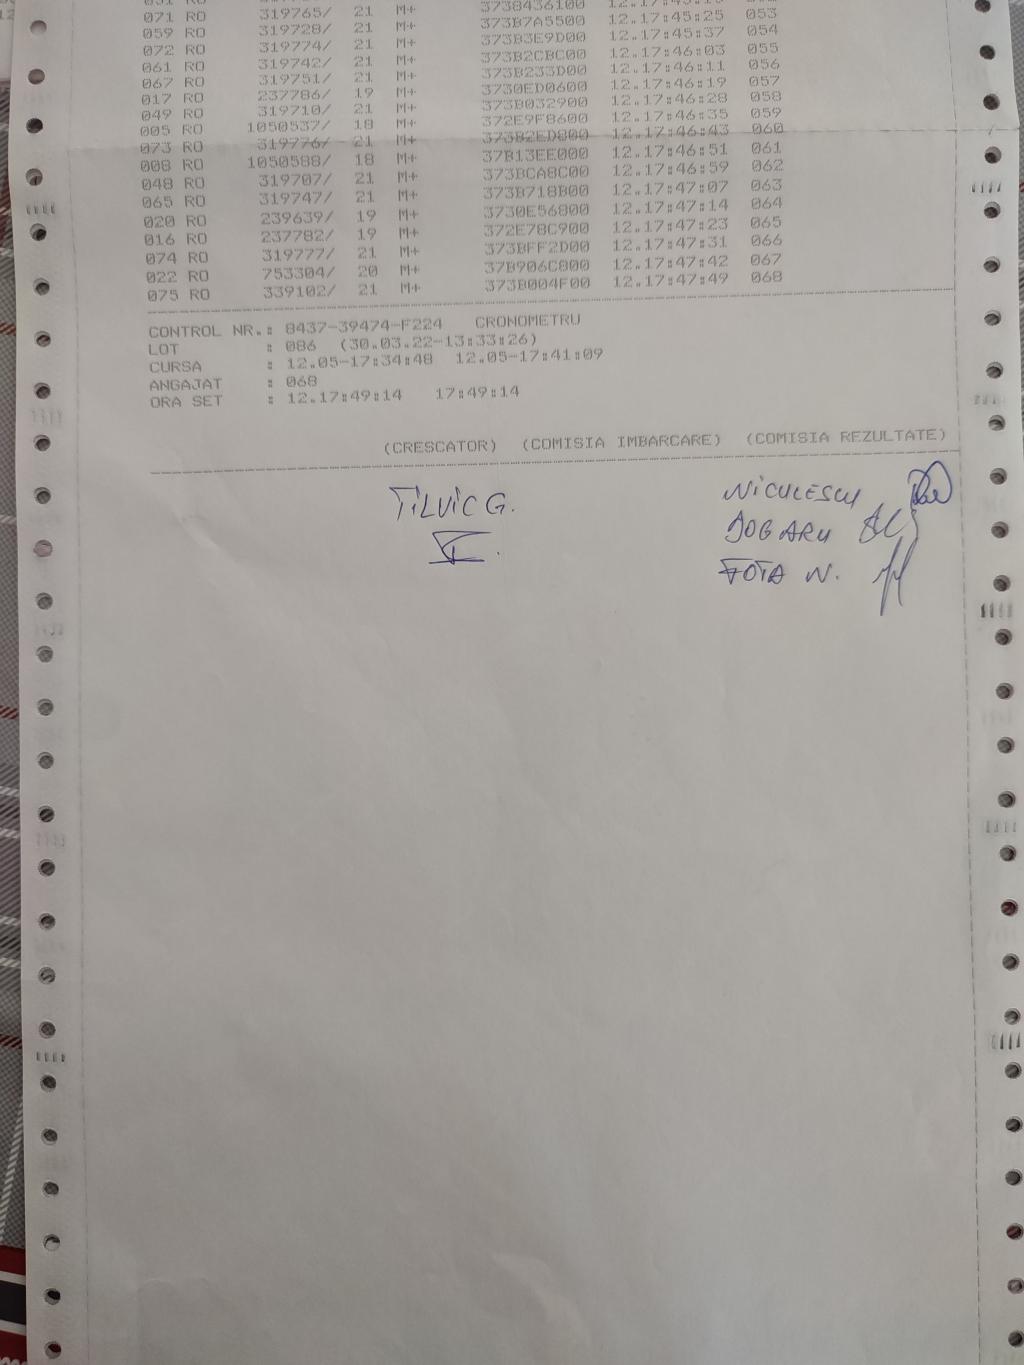 071 RO 319765/ 21 M+ 373B7A5500 12.17:45:25 053
059 RO 319728/ 21 M+ 373B3E9D00 12.17:45:37 054
072 RO 319774/ 21 M+ 373B2CBC00 12.17:46:03 055
061 RO 319742/ 21 M+ 373B233D00 12.17:46:11 056
067 RO 319751/ 21 M+ 3730ED0600 12.17:46:19 057
017 RO 237786/ 19 M+ 373B032900 12.17:46:28 058
049 RO 319710/ 21 M+ 372E9F8600 12.17:46:35 059
005 RO 1050537/ 18 M+ 373B2ED800 12.17:46:43 060
073 RO 319776/ 21 M+ 37B13EE000 12.17:46:51 061
008 RO 1050588/ 18 M+ 373BCA8C00 12.17:46:59 062
048 RO 319707/ 21 M+ 373B718B00 12.17:47:07 063
065 RO 319747/ 21 M+ 3730E56800 12.17:47:14 064
020 RO 239639/ 19 M+ 372E78C900 12.17:47:23 065
016 RO 237782/ 19 M+ 373BFF2D00 12.17:47:31 066
074 RO 319777/ 21 M+ 37B906C800 12.17:47:42 067
022 RO 753304/ 20 M+ 373B004F00 12.17:47:49 068
075 RO 339102/ 21 M+
CONTROL NR.: 8437-39474-F224 CRONOMETRU
LOT : 086 (30.03.22-13:33:26)
CURSA : 12.05-17:34:48 12.05-17:41:09
ANGAJAT : 068
ORA SET : 12.17:49:14 17:49:14
(CRESCATOR) (COMISIA IMBARCARE) (COMISIA REZULTATE)
TILVIC G. NICULESCU
DOGARU
FOTA N.